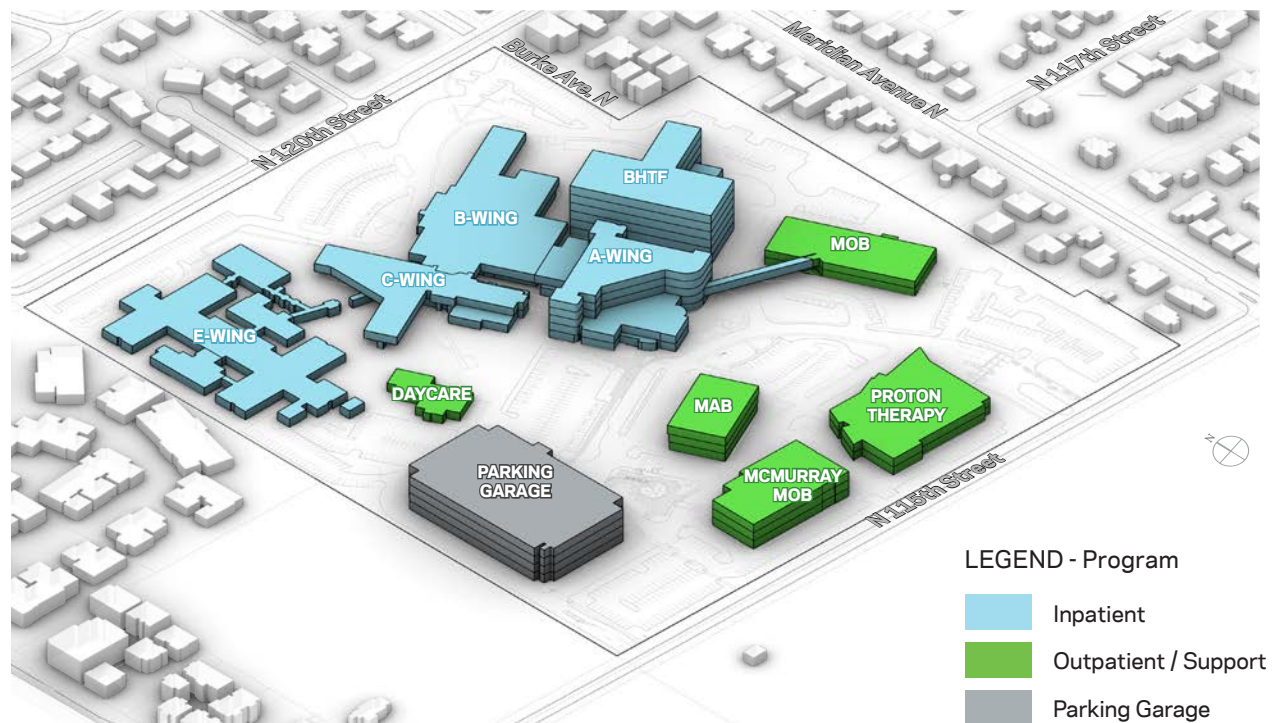 Burke Ave. N
Meridian Avenue N
N 117th Street
N 120th Street
BHTF
B-WING
MOB
A-WING
C-WING
E-WING
DAYCARE
MAB
PROTON
THERAPY
PARKING
GARAGE
MCMURRAY
MOB
N
N 115th Street
LEGEND - Program
Inpatient
Outpatient / Support
Parking Garage